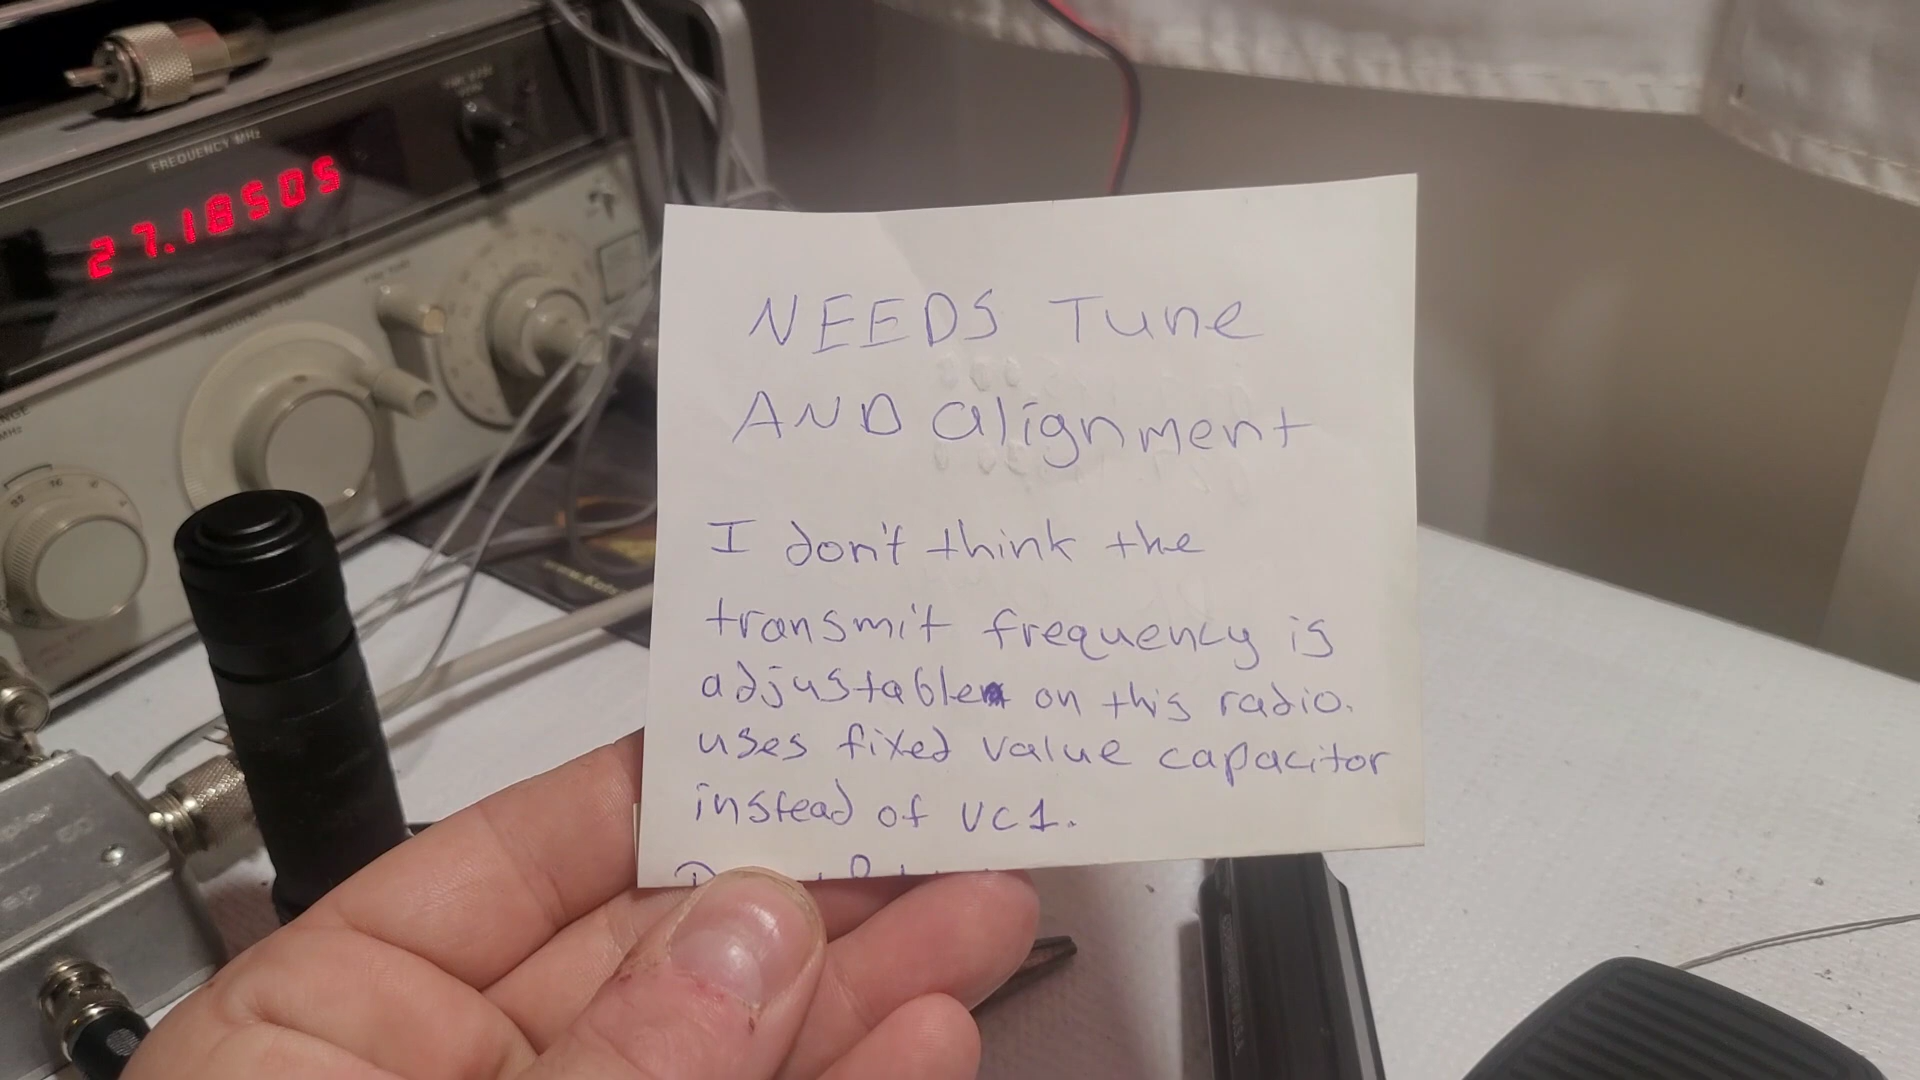 FREQUENCY MHz
27.18505
NEEDS Tune
AND alignment
I don't think the
transmit frequency is
adjustable on this radio.
uses fixed value capacitor
instead of VC1.